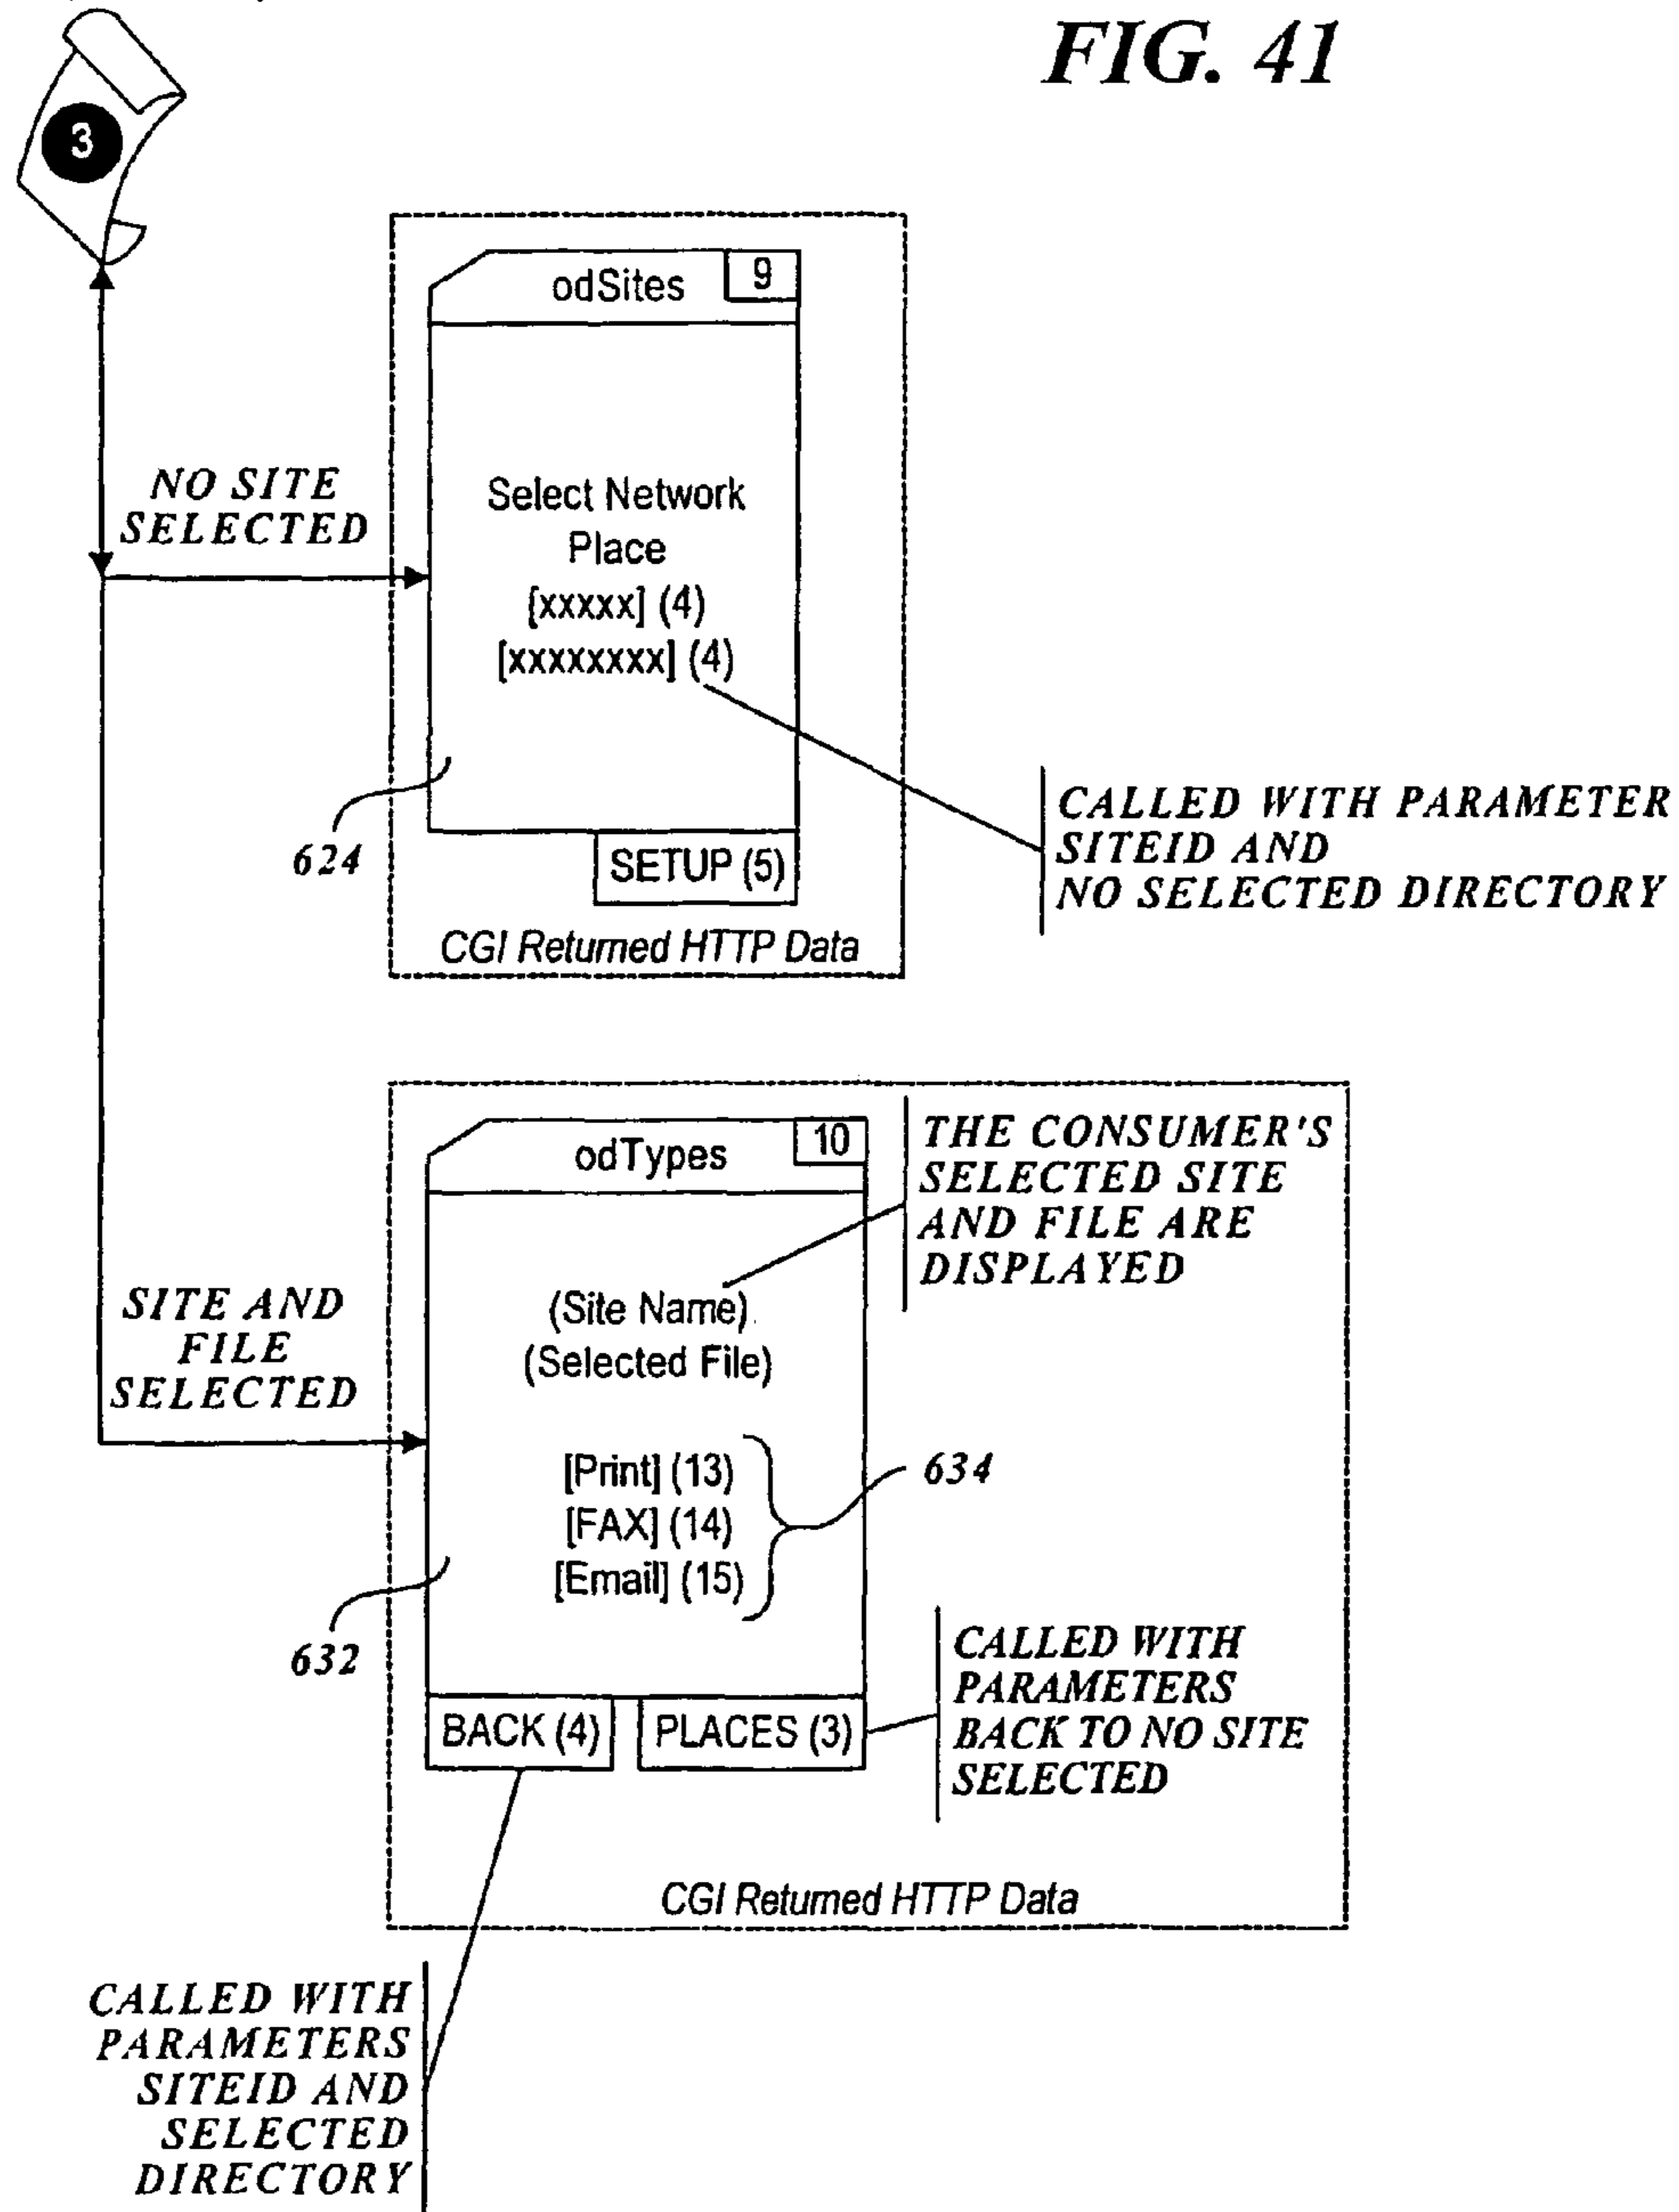 FIG. 41
3
odSites
9
NO SITE
SELECTED
Select Network
Place
[xxxxx] (4)
[xxxxxxxx] (4)
624
SETUP (5)
CGI Returned HTTP Data
CALLED WITH PARAMETER
SITEID AND
NO SELECTED DIRECTORY
odTypes
10
THE CONSUMER'S
SELECTED SITE
AND FILE ARE
DISPLAYED
SITE AND
FILE
SELECTED
(Site Name)
(Selected File)
[Print] (13)
[FAX] (14)
[Email] (15)
634
632
BACK (4)
PLACES (3)
CALLED WITH
PARAMETERS
BACK TO NO SITE
SELECTED
CGI Returned HTTP Data
CALLED WITH
PARAMETERS
SITEID AND
SELECTED
DIRECTORY